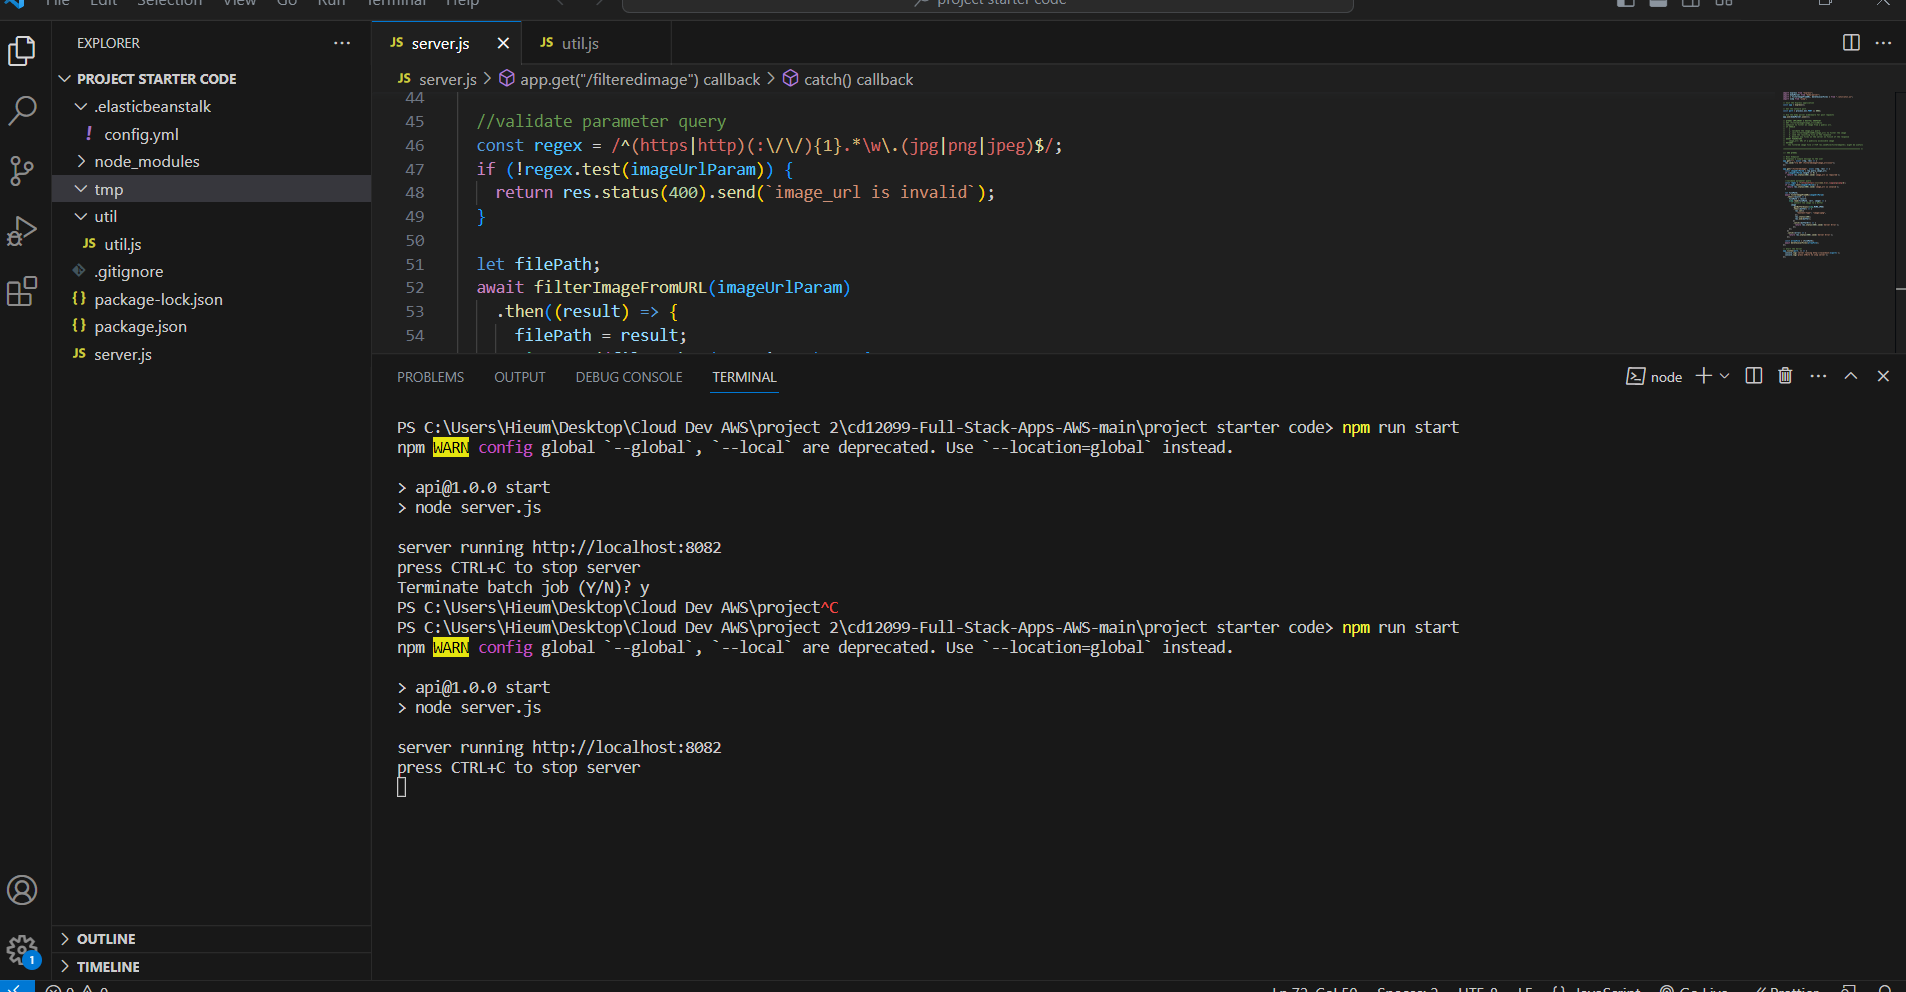 File Edit Selection View Go Run Terminal Help
project starter code
EXPLORER
PROJECT STARTER CODE
.elasticbeanstalk
! config.yml
node_modules
tmp
util
JS util.js
.gitignore
{} package-lock.json
{} package.json
JS server.js
OUTLINE
TIMELINE
1
JS server.js
JS util.js
JS server.js > app.get("/filteredimage") callback > catch() callback
44
45 //validate parameter query
46 const regex = /^(https|http)(:\/\/){1}.*\w\.(jpg|png|jpeg)$/;
47 if (!regex.test(imageUrlParam)) {
48 return res.status(400).send(`image_url is invalid`);
49 }
50
51 let filePath;
52 await filterImageFromURL(imageUrlParam)
53 .then((result) => {
54 filePath = result;
PROBLEMS OUTPUT DEBUG CONSOLE TERMINAL
node
PS C:\Users\Hieum\Desktop\Cloud Dev AWS\project 2\cd12099-Full-Stack-Apps-AWS-main\project starter code> npm run start
npm WARN config global `--global`, `--local` are deprecated. Use `--location=global` instead.
> api@1.0.0 start
> node server.js
server running http://localhost:8082
press CTRL+C to stop server
Terminate batch job (Y/N)? y
PS C:\Users\Hieum\Desktop\Cloud Dev AWS\project^C
PS C:\Users\Hieum\Desktop\Cloud Dev AWS\project 2\cd12099-Full-Stack-Apps-AWS-main\project starter code> npm run start
npm WARN config global `--global`, `--local` are deprecated. Use `--location=global` instead.
> api@1.0.0 start
> node server.js
server running http://localhost:8082
press CTRL+C to stop server
0 0
Spaces: 2 UTF-8 LF {} JavaScript Go Live Prettier